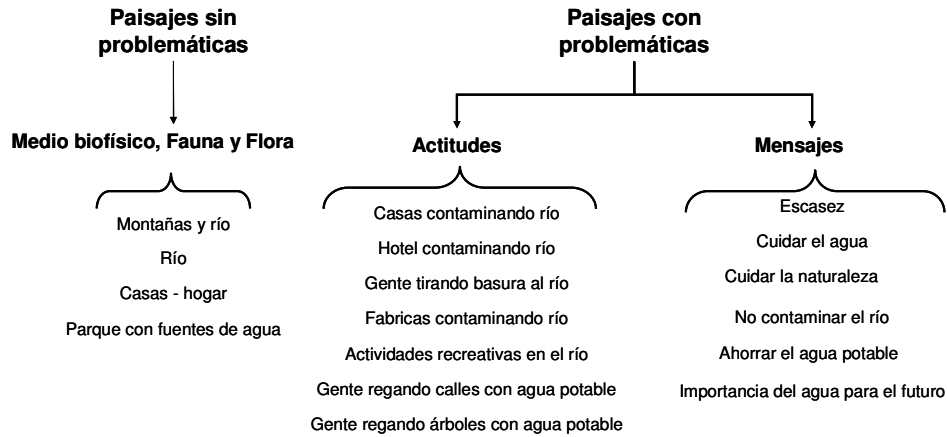 Paisajes sin
problemáticas
Medio biofísico, Fauna y Flora
Montañas y río
Río
Casas - hogar
Parque con fuentes de agua
Paisajes con
problemáticas
Actitudes
Casas contaminando río
Hotel contaminando río
Gente tirando basura al río
Fabricas contaminando río
Actividades recreativas en el río
Gente regando calles con agua potable
Gente regando árboles con agua potable
Mensajes
Escasez
Cuidar el agua
Cuidar la naturaleza
No contaminar el río
Ahorrar el agua potable
Importancia del agua para el futuro